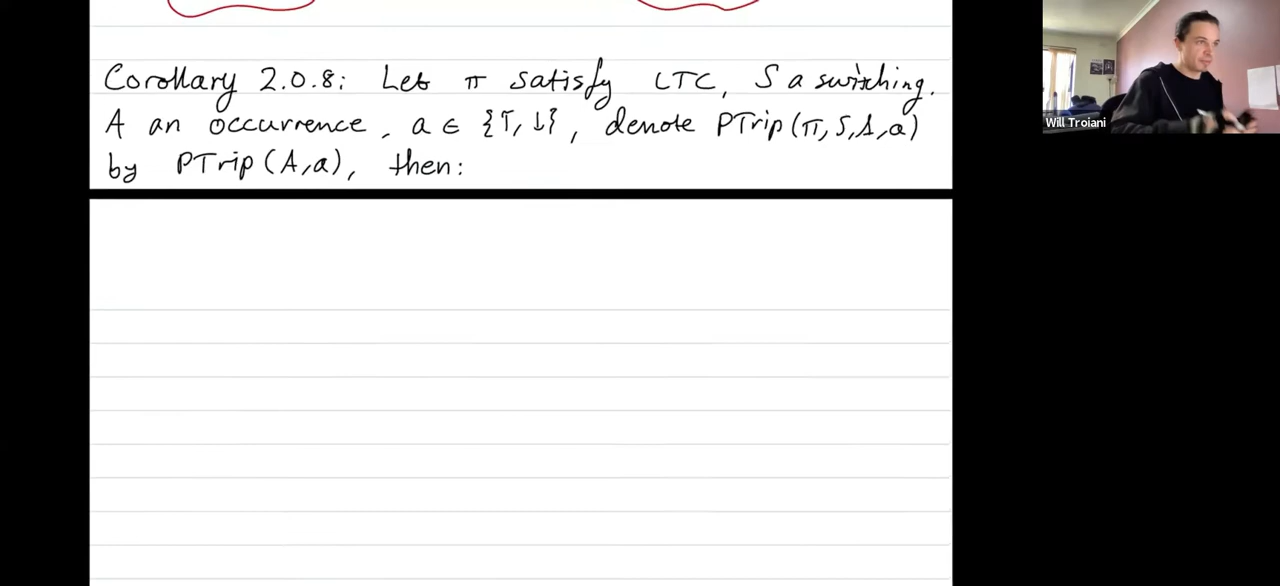 Corollary 2.0.8: Let π satisfy LTC, S a switching.
A an occurrence, a ∈ {↑, ↓}, denote PTrip(π, S, A, a)
by PTrip(A, a), then:
Will Troiani